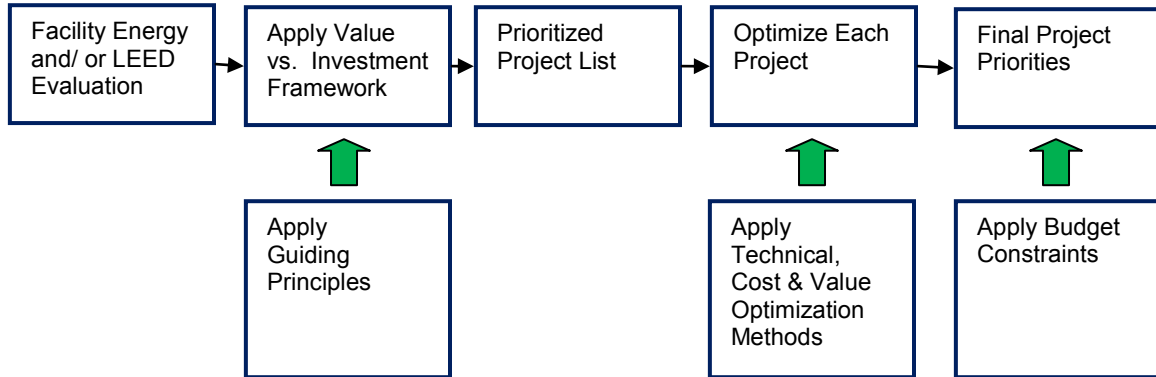 Facility Energy
and/ or LEED
Evaluation
Apply Value
vs. Investment
Framework
Prioritized
Project List
Optimize Each
Project
Final Project
Priorities
Apply
Guiding
Principles
Apply
Technical,
Cost & Value
Optimization
Methods
Apply Budget
Constraints